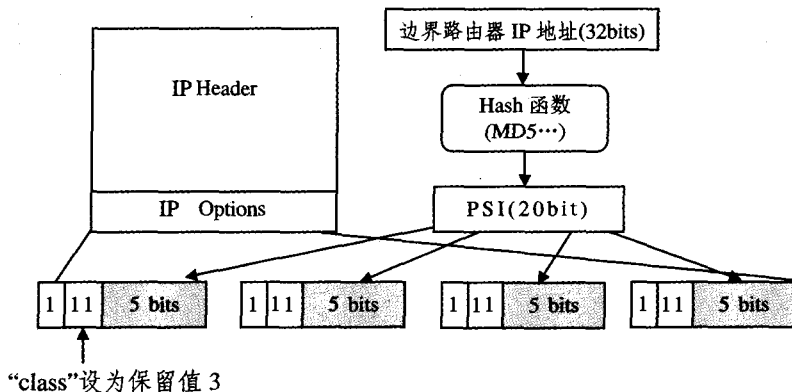 边界路由器 IP 地址(32bits)
IP Header
Hash 函数
(MD5…)
IP Options
PSI(20bit)
1 11 5 bits 1 11 5 bits 1 11 5 bits 1 11 5 bits
“class”设为保留值 3